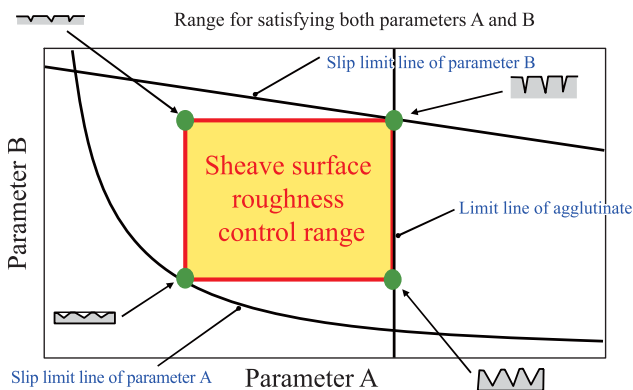 Range for satisfying both parameters A and B
Slip limit line of parameter B
Parameter B
Sheave surface
roughness
control range
Limit line of agglutinate
Slip limit line of parameter A
Parameter A